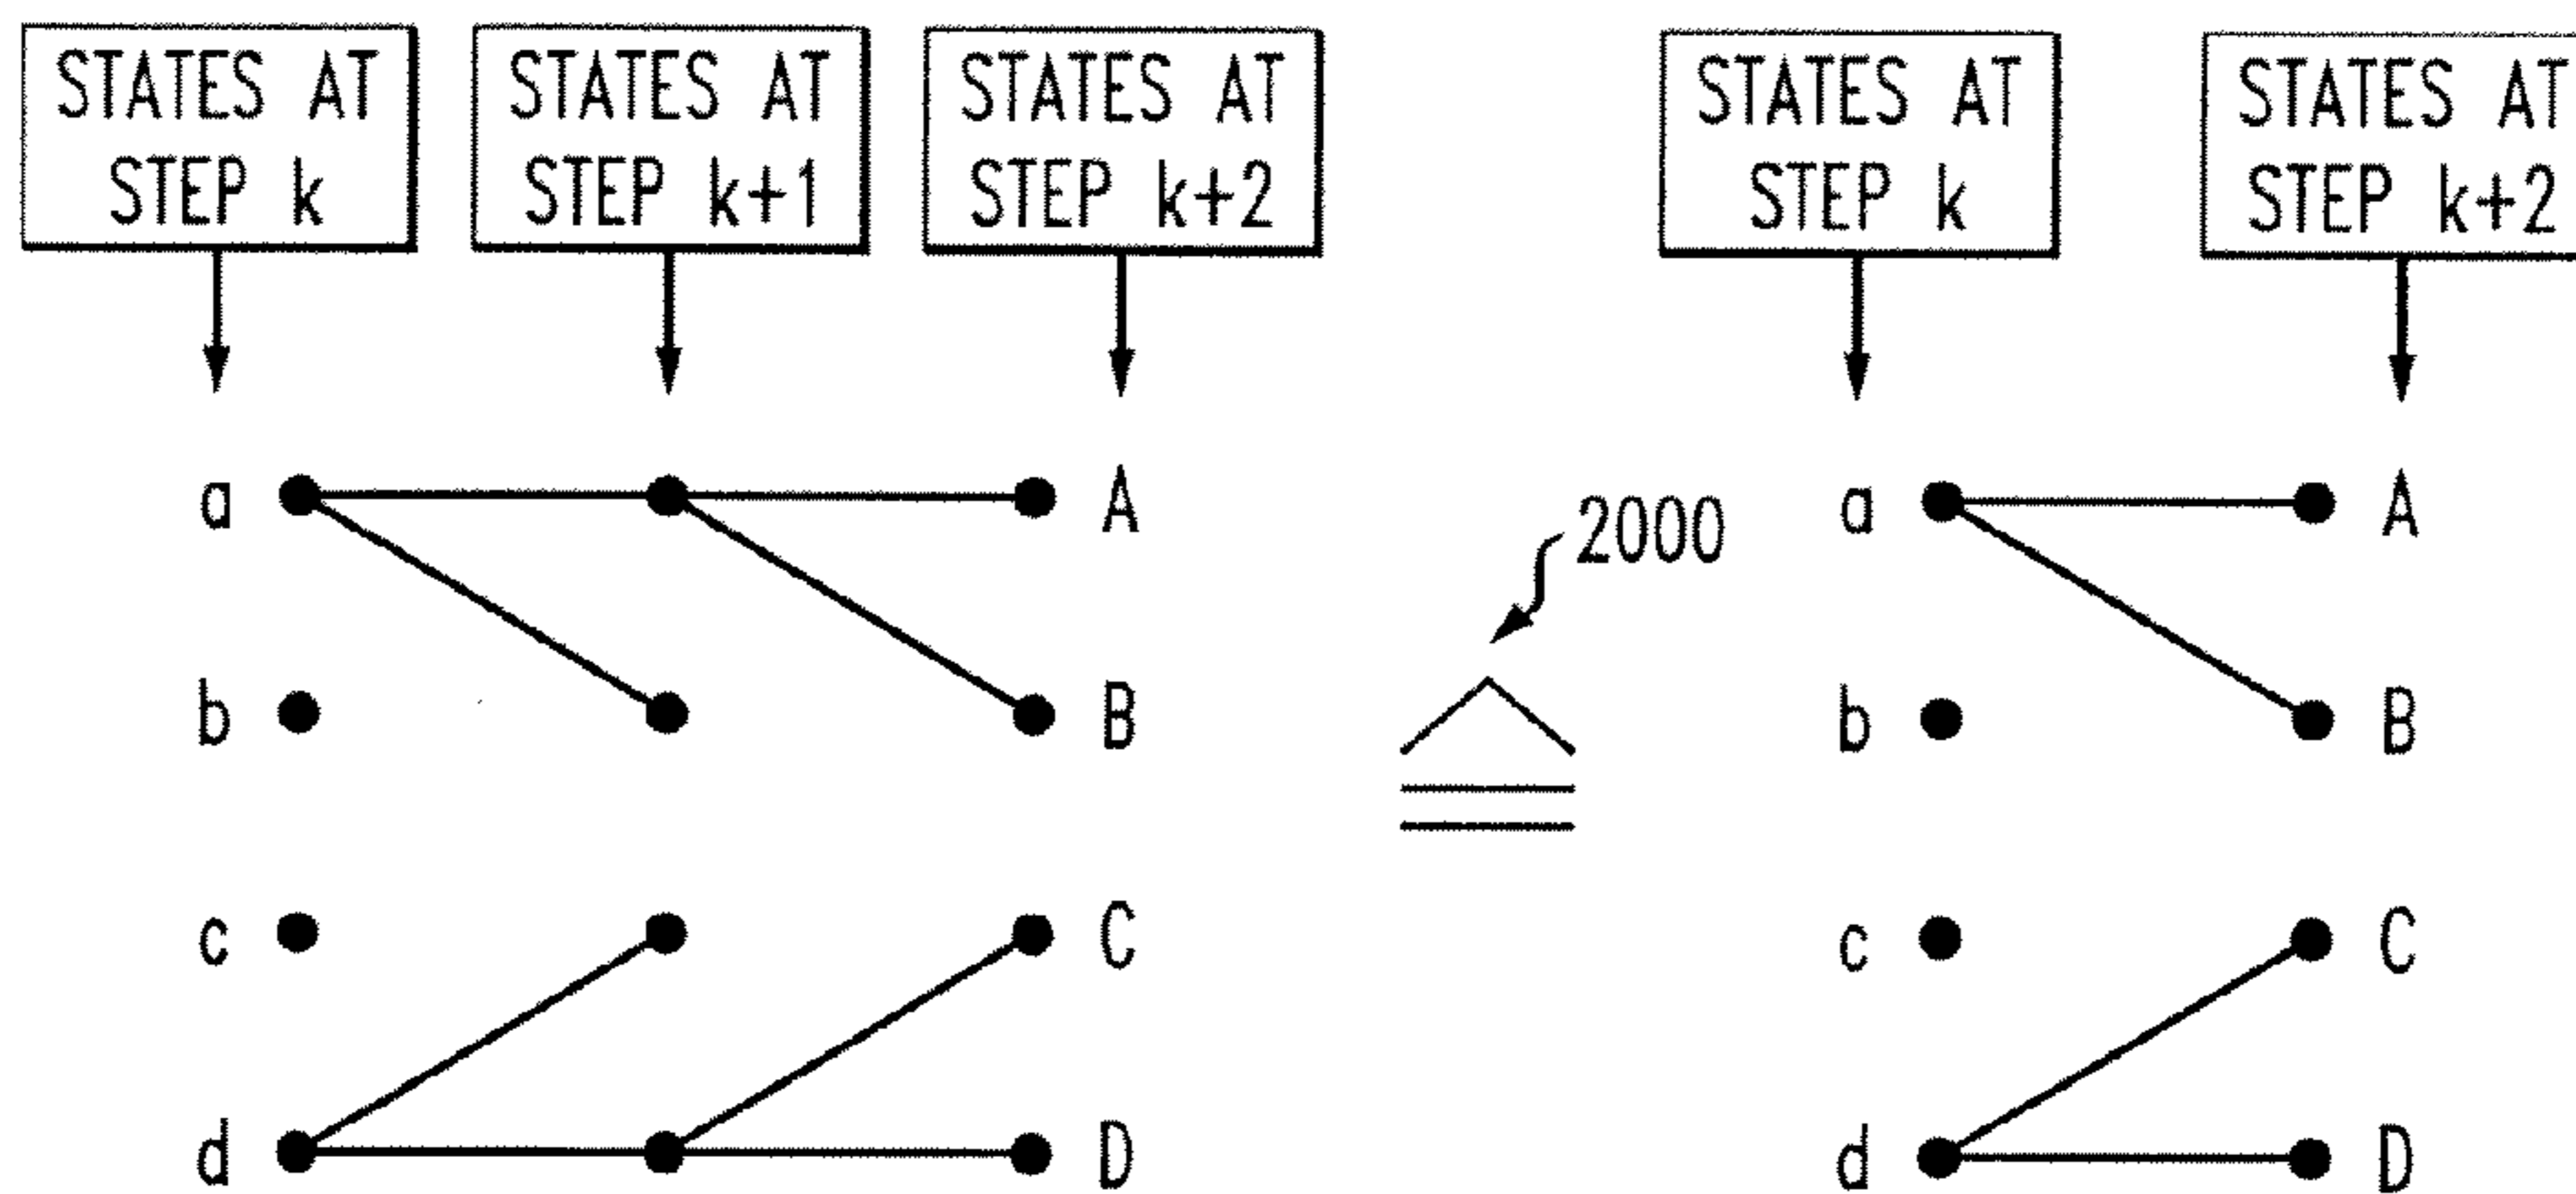 STATES AT
STEP k
STATES AT
STEP k+1
STATES AT
STEP k+2
STATES AT
STEP k
STATES AT
STEP k+2
a
A
2000
a
A
b
B
b
B
c
C
c
C
d
D
d
D